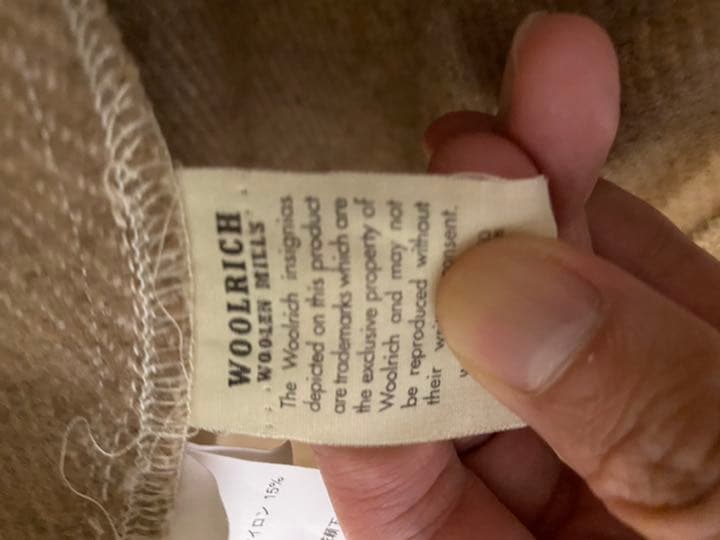 WOOLRICH
WOOLEN MILLS
The Woolrich insignias
depicted on this product
are trademarks which are
the exclusive property of
Woolrich and may not
be reproduced without
their
イロン 15%